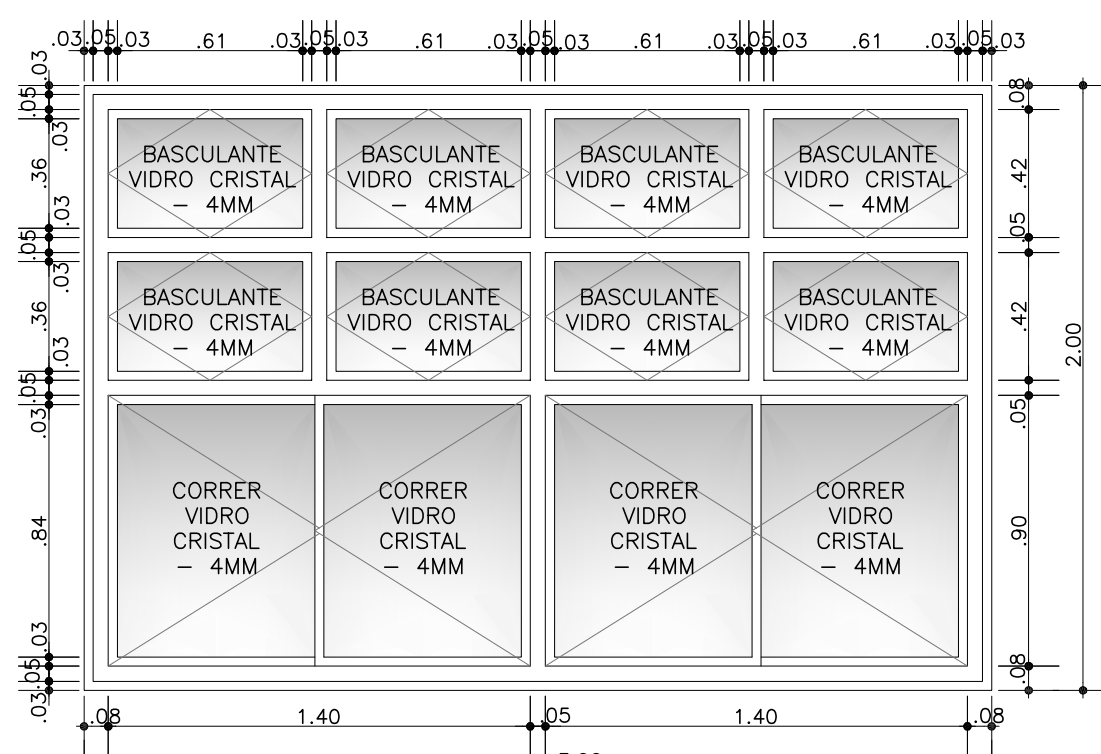 .03 .05 .03 .61 .03 .05 .03 .61 .03 .05 .03 .61 .03 .05 .03 .61 .03 .05 .03
.03
.05
.03
.36
.03
.05
.03
.36
.03
.05
.03
.84
.03
.05
.03
BASCULANTE
VIDRO CRISTAL
- 4MM
BASCULANTE
VIDRO CRISTAL
- 4MM
BASCULANTE
VIDRO CRISTAL
- 4MM
BASCULANTE
VIDRO CRISTAL
- 4MM
BASCULANTE
VIDRO CRISTAL
- 4MM
BASCULANTE
VIDRO CRISTAL
- 4MM
BASCULANTE
VIDRO CRISTAL
- 4MM
BASCULANTE
VIDRO CRISTAL
- 4MM
CORRER
VIDRO
CRISTAL
- 4MM
CORRER
VIDRO
CRISTAL
- 4MM
CORRER
VIDRO
CRISTAL
- 4MM
CORRER
VIDRO
CRISTAL
- 4MM
.08
.42
.05
.42
.05
.90
.08
2.00
.08 1.40 .05 1.40 .08